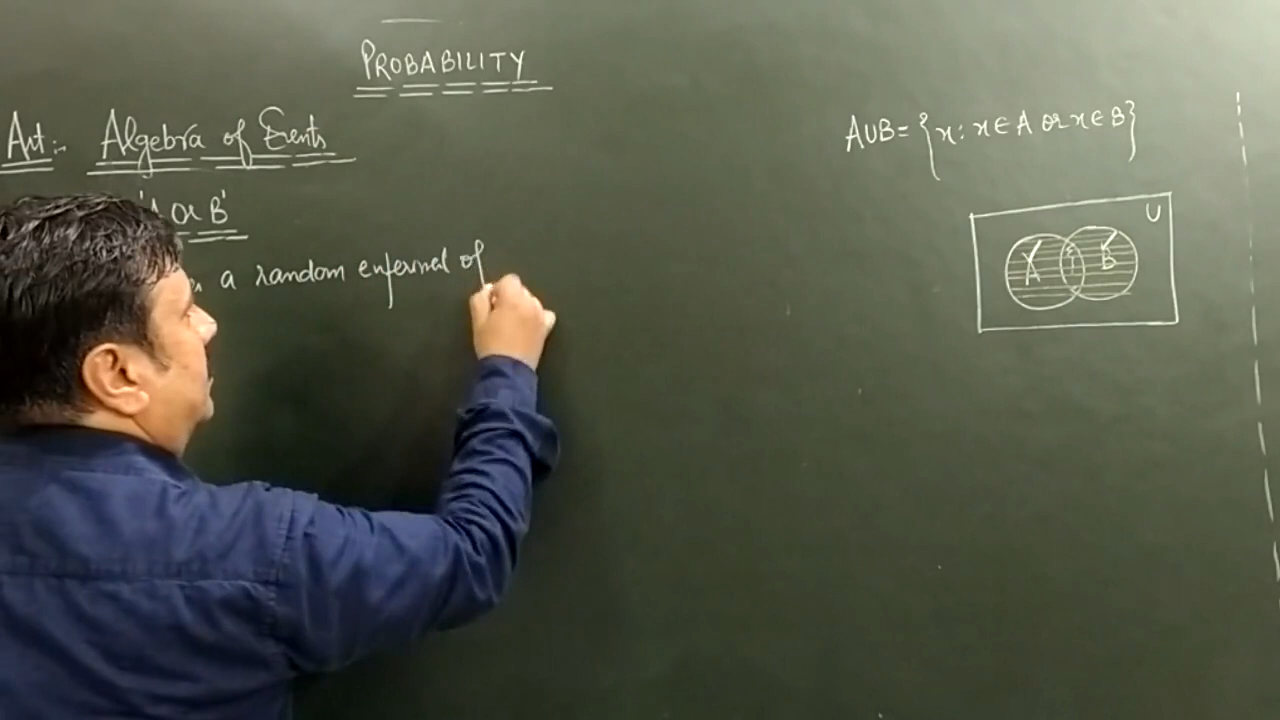 PROBABILITY
Art:- Algebra of Events
'A or B'
a random experiment of
A∪B = {x : x ∈ A or x ∈ B}
U
A B